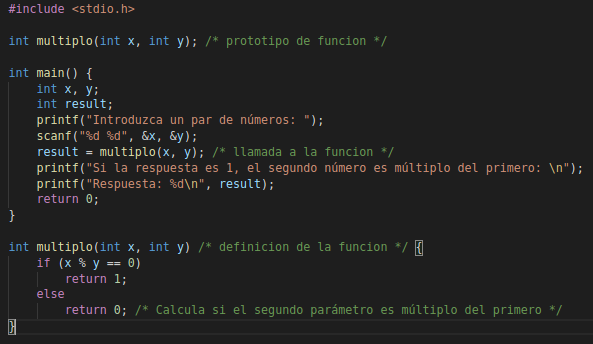 #include <stdio.h>
int multiplo(int x, int y); /* prototipo de funcion */
int main() {
int x, y;
int result;
printf("Introduzca un par de números: ");
scanf("%d %d", &x, &y);
result = multiplo(x, y); /* llamada a la funcion */
printf("Si la respuesta es 1, el segundo número es múltiplo del primero: \n");
printf("Respuesta: %d\n", result);
return 0;
}
int multiplo(int x, int y) /* definicion de la funcion */ {
if (x % y == 0)
return 1;
else
return 0; /* Calcula si el segundo parámetro es múltiplo del primero */
}